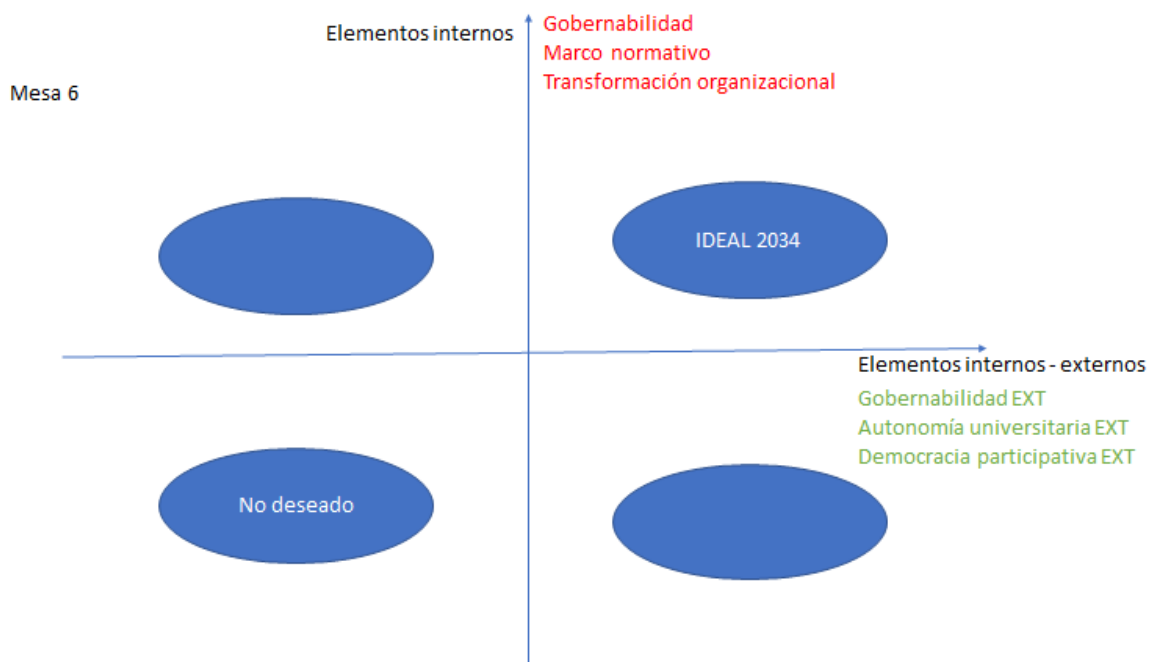 Elementos internos
Gobernabilidad
Marco normativo
Transformación organizacional
Mesa 6
IDEAL 2034
Elementos internos - externos
Gobernabilidad EXT
Autonomía universitaria EXT
Democracia participativa EXT
No deseado